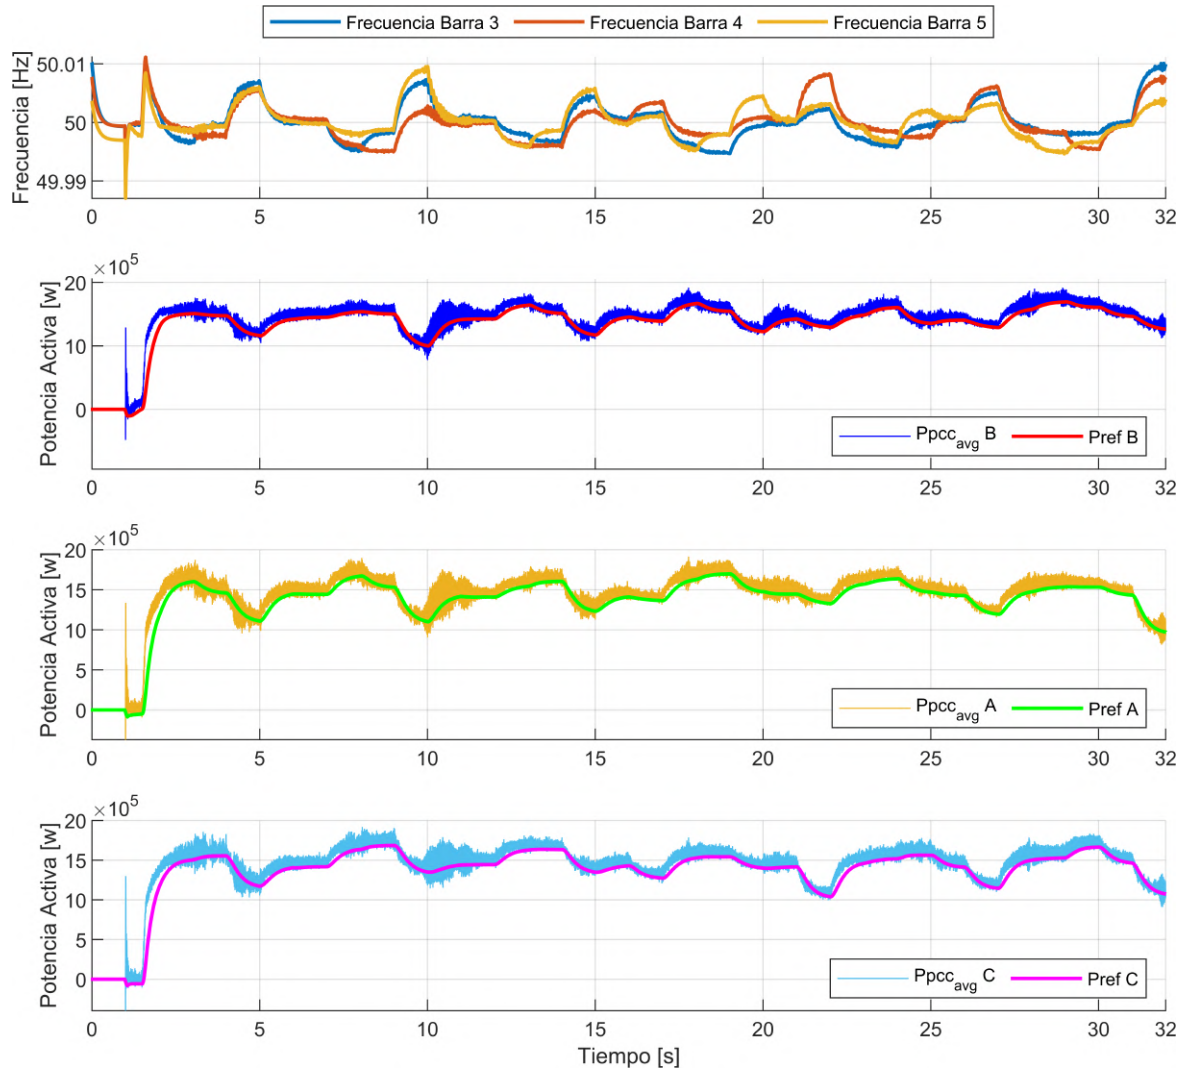 Frecuencia Barra 3 Frecuencia Barra 4 Frecuencia Barra 5
Frecuencia [Hz]
50.01
50
49.99
0 5 10 15 20 25 30 32
×10^5
Potencia Activa [w]
20
10
0
Ppcc_avg B Pref B
0 5 10 15 20 25 30 32
×10^5
Potencia Activa [w]
20
15
10
5
0
Ppcc_avg A Pref A
0 5 10 15 20 25 30 32
×10^5
Potencia Activa [w]
20
15
10
5
0
Ppcc_avg C Pref C
0 5 10 15 20 25 30 32
Tiempo [s]